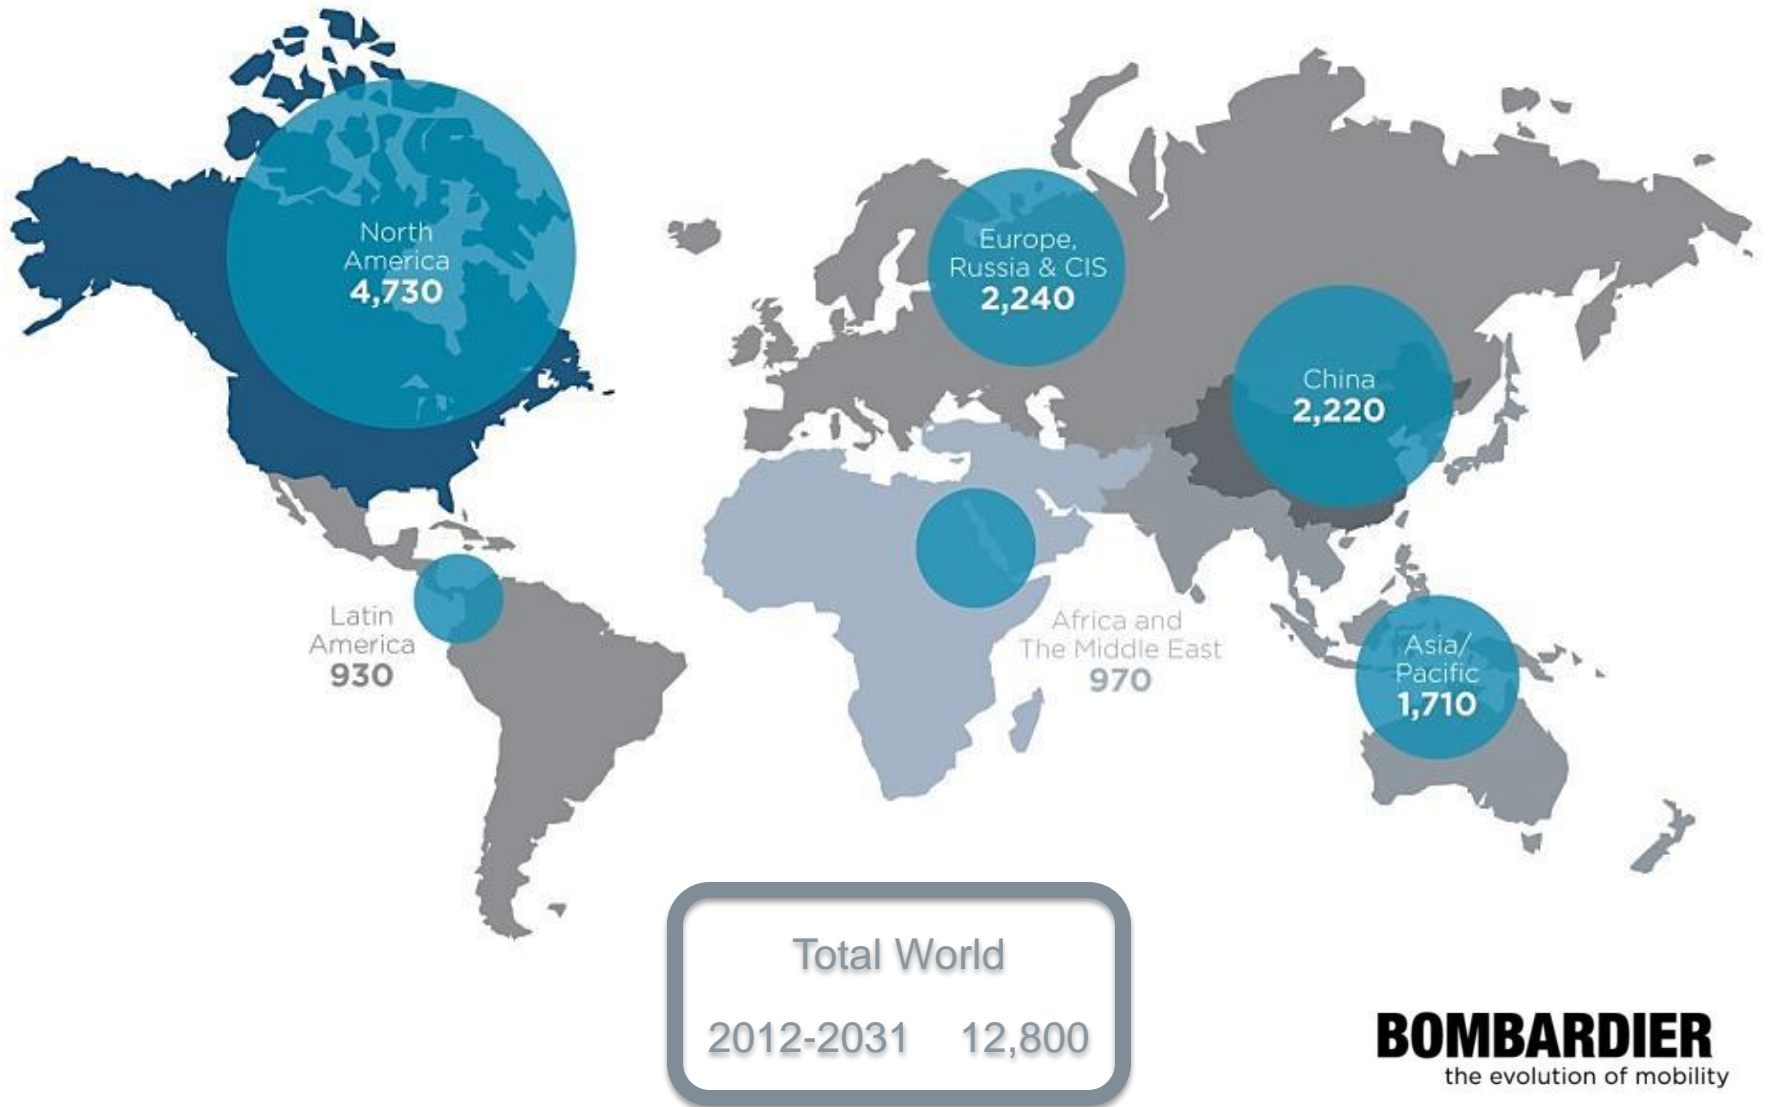 North
America
4,730
Europe,
Russia & CIS
2,240
China
2,220
Latin
America
930
Africa and
The Middle East
970
Asia/
Pacific
1,710
Total World
2012-2031 12,800
BOMBARDIER
the evolution of mobility